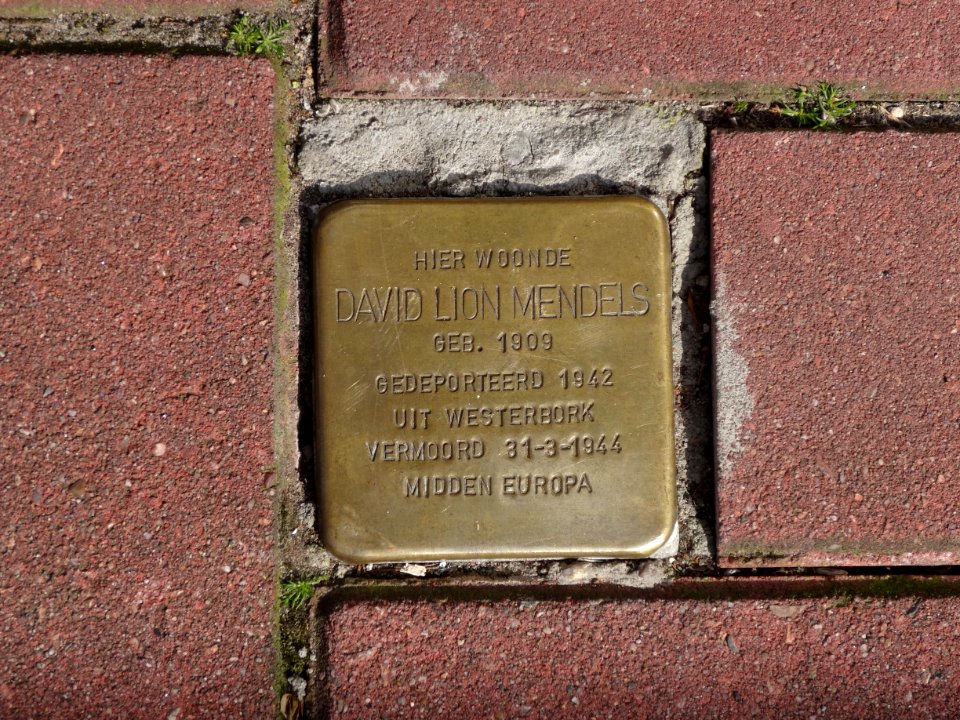 HIER WOONDE
DAVID LION MENDELS
GEB. 1909
GEDEPORTEERD 1942
UIT WESTERBORK
VERMOORD 31-3-1944
MIDDEN EUROPA